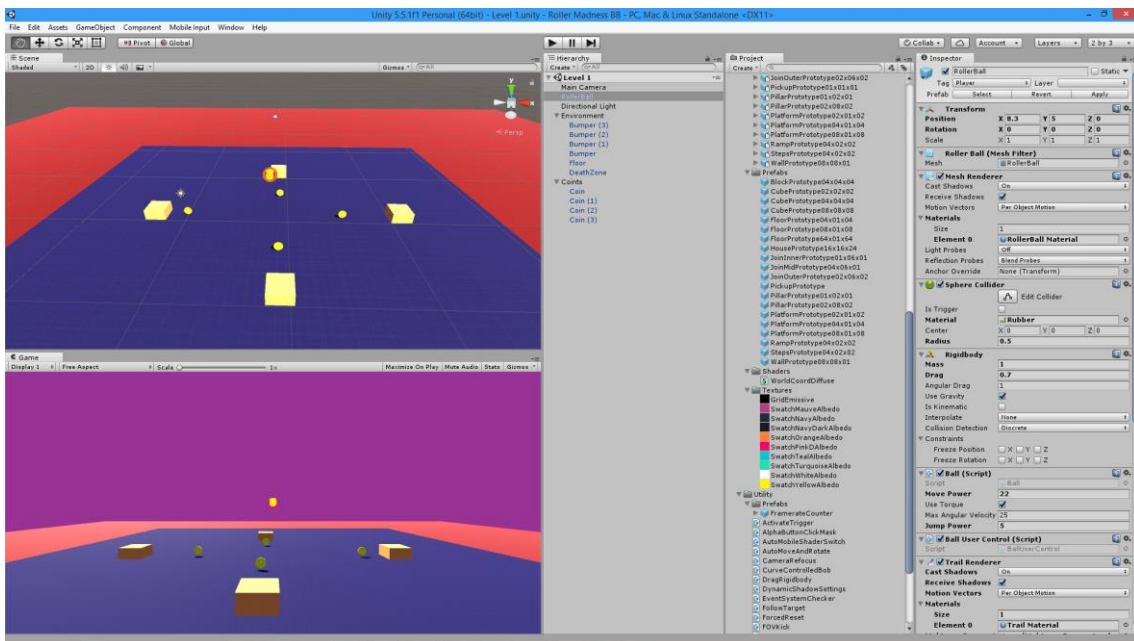 Unity 5.5.1f1 Personal (64bit) - Level 1.unity - Roller Madness BB - PC, Mac & Linux Standalone <DX11>
File Edit Assets GameObject Component Mobile Input Window Help
Pivot Global
Collab Account Layers 2 by 3
Scene
Shaded 2D Gizmos All
y
Persp
Game
Display 1 Free Aspect Scale 1x Maximize On Play Mute Audio Stats Gizmos
Hierarchy
Create All
Level 1
Main Camera
RollerBall
Directional Light
Environment
Bumper (3)
Bumper (2)
Bumper (1)
Bumper
Floor
DeathZone
Coints
Coin
Coin (1)
Coin (2)
Coin (3)
Project
Create
JoinOuterPrototype02x06x02
PickupPrototype01x01x01
PillarPrototype01x02x01
PillarPrototype02x08x02
PlatformPrototype02x01x02
PlatformPrototype04x01x04
PlatformPrototype08x01x08
RampPrototype04x02x02
StepsPrototype04x02x02
WallPrototype08x08x01
Prefabs
BlockPrototype04x04x04
CubePrototype02x02x02
CubePrototype04x04x04
CubePrototype08x08x08
FloorPrototype04x01x04
FloorPrototype08x01x08
FloorPrototype64x01x64
HousePrototype16x16x24
JoinInnerPrototype01x06x01
JoinMidPrototype04x06x01
JoinOuterPrototype02x06x02
PickupPrototype
PillarPrototype01x02x01
PillarPrototype02x08x02
PlatformPrototype02x01x02
PlatformPrototype04x01x04
PlatformPrototype08x01x08
RampPrototype04x02x02
StepsPrototype04x02x02
WallPrototype08x08x01
Shaders
WorldCoordDiffuse
Textures
GridEmissive
SwatchMauveAlbedo
SwatchNavyAlbedo
SwatchNavyDarkAlbedo
SwatchOrangeAlbedo
SwatchPinkDAlbedo
SwatchTealAlbedo
SwatchTurquoiseAlbedo
SwatchWhiteAlbedo
SwatchYellowAlbedo
Utility
Prefabs
FramerateCounter
ActivateTrigger
AlphaButtonClickMask
AutoMobileShaderSwitch
AutoMoveAndRotate
CameraRefocus
CurveControlledBob
DragRigidbody
DynamicShadowSettings
EventSystemChecker
FollowTarget
ForcedReset
FOVKick
Inspector
RollerBall Static
Tag Player Layer
Prefab Select Revert Apply
Transform
Position X 8.3 Y 5 Z 0
Rotation X 0 Y 0 Z 0
Scale X 1 Y 1 Z 1
Roller Ball (Mesh Filter)
Mesh RollerBall
Mesh Renderer
Cast Shadows On
Receive Shadows
Motion Vectors Per Object Motion
Materials
Size 1
Element 0 RollerBall Material
Light Probes Off
Reflection Probes Blend Probes
Anchor Override None (Transform)
Sphere Collider
Edit Collider
Is Trigger
Material Rubber
Center X 0 Y 0 Z 0
Radius 0.5
Rigidbody
Mass 1
Drag 0.7
Angular Drag 1
Use Gravity
Is Kinematic
Interpolate None
Collision Detection Discrete
Constraints
Freeze Position X Y Z
Freeze Rotation X Y Z
Ball (Script)
Script Ball
Move Power 22
Use Torque
Max Angular Velocity 25
Jump Power 5
Ball User Control (Script)
Script BallUserControl
Trail Renderer
Cast Shadows On
Receive Shadows
Motion Vectors Per Object Motion
Materials
Size 1
Element 0 Trail Material